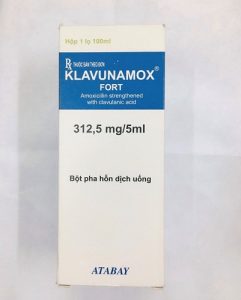 Hộp 1 lọ 100ml
Rx THUỐC BÁN THEO ĐƠN
KLAVUNAMOX®
FORT
Amoxicilin strengthened
with clavulanic acid
312,5 mg/5ml
Bột pha hỗn dịch uống
ATABAY